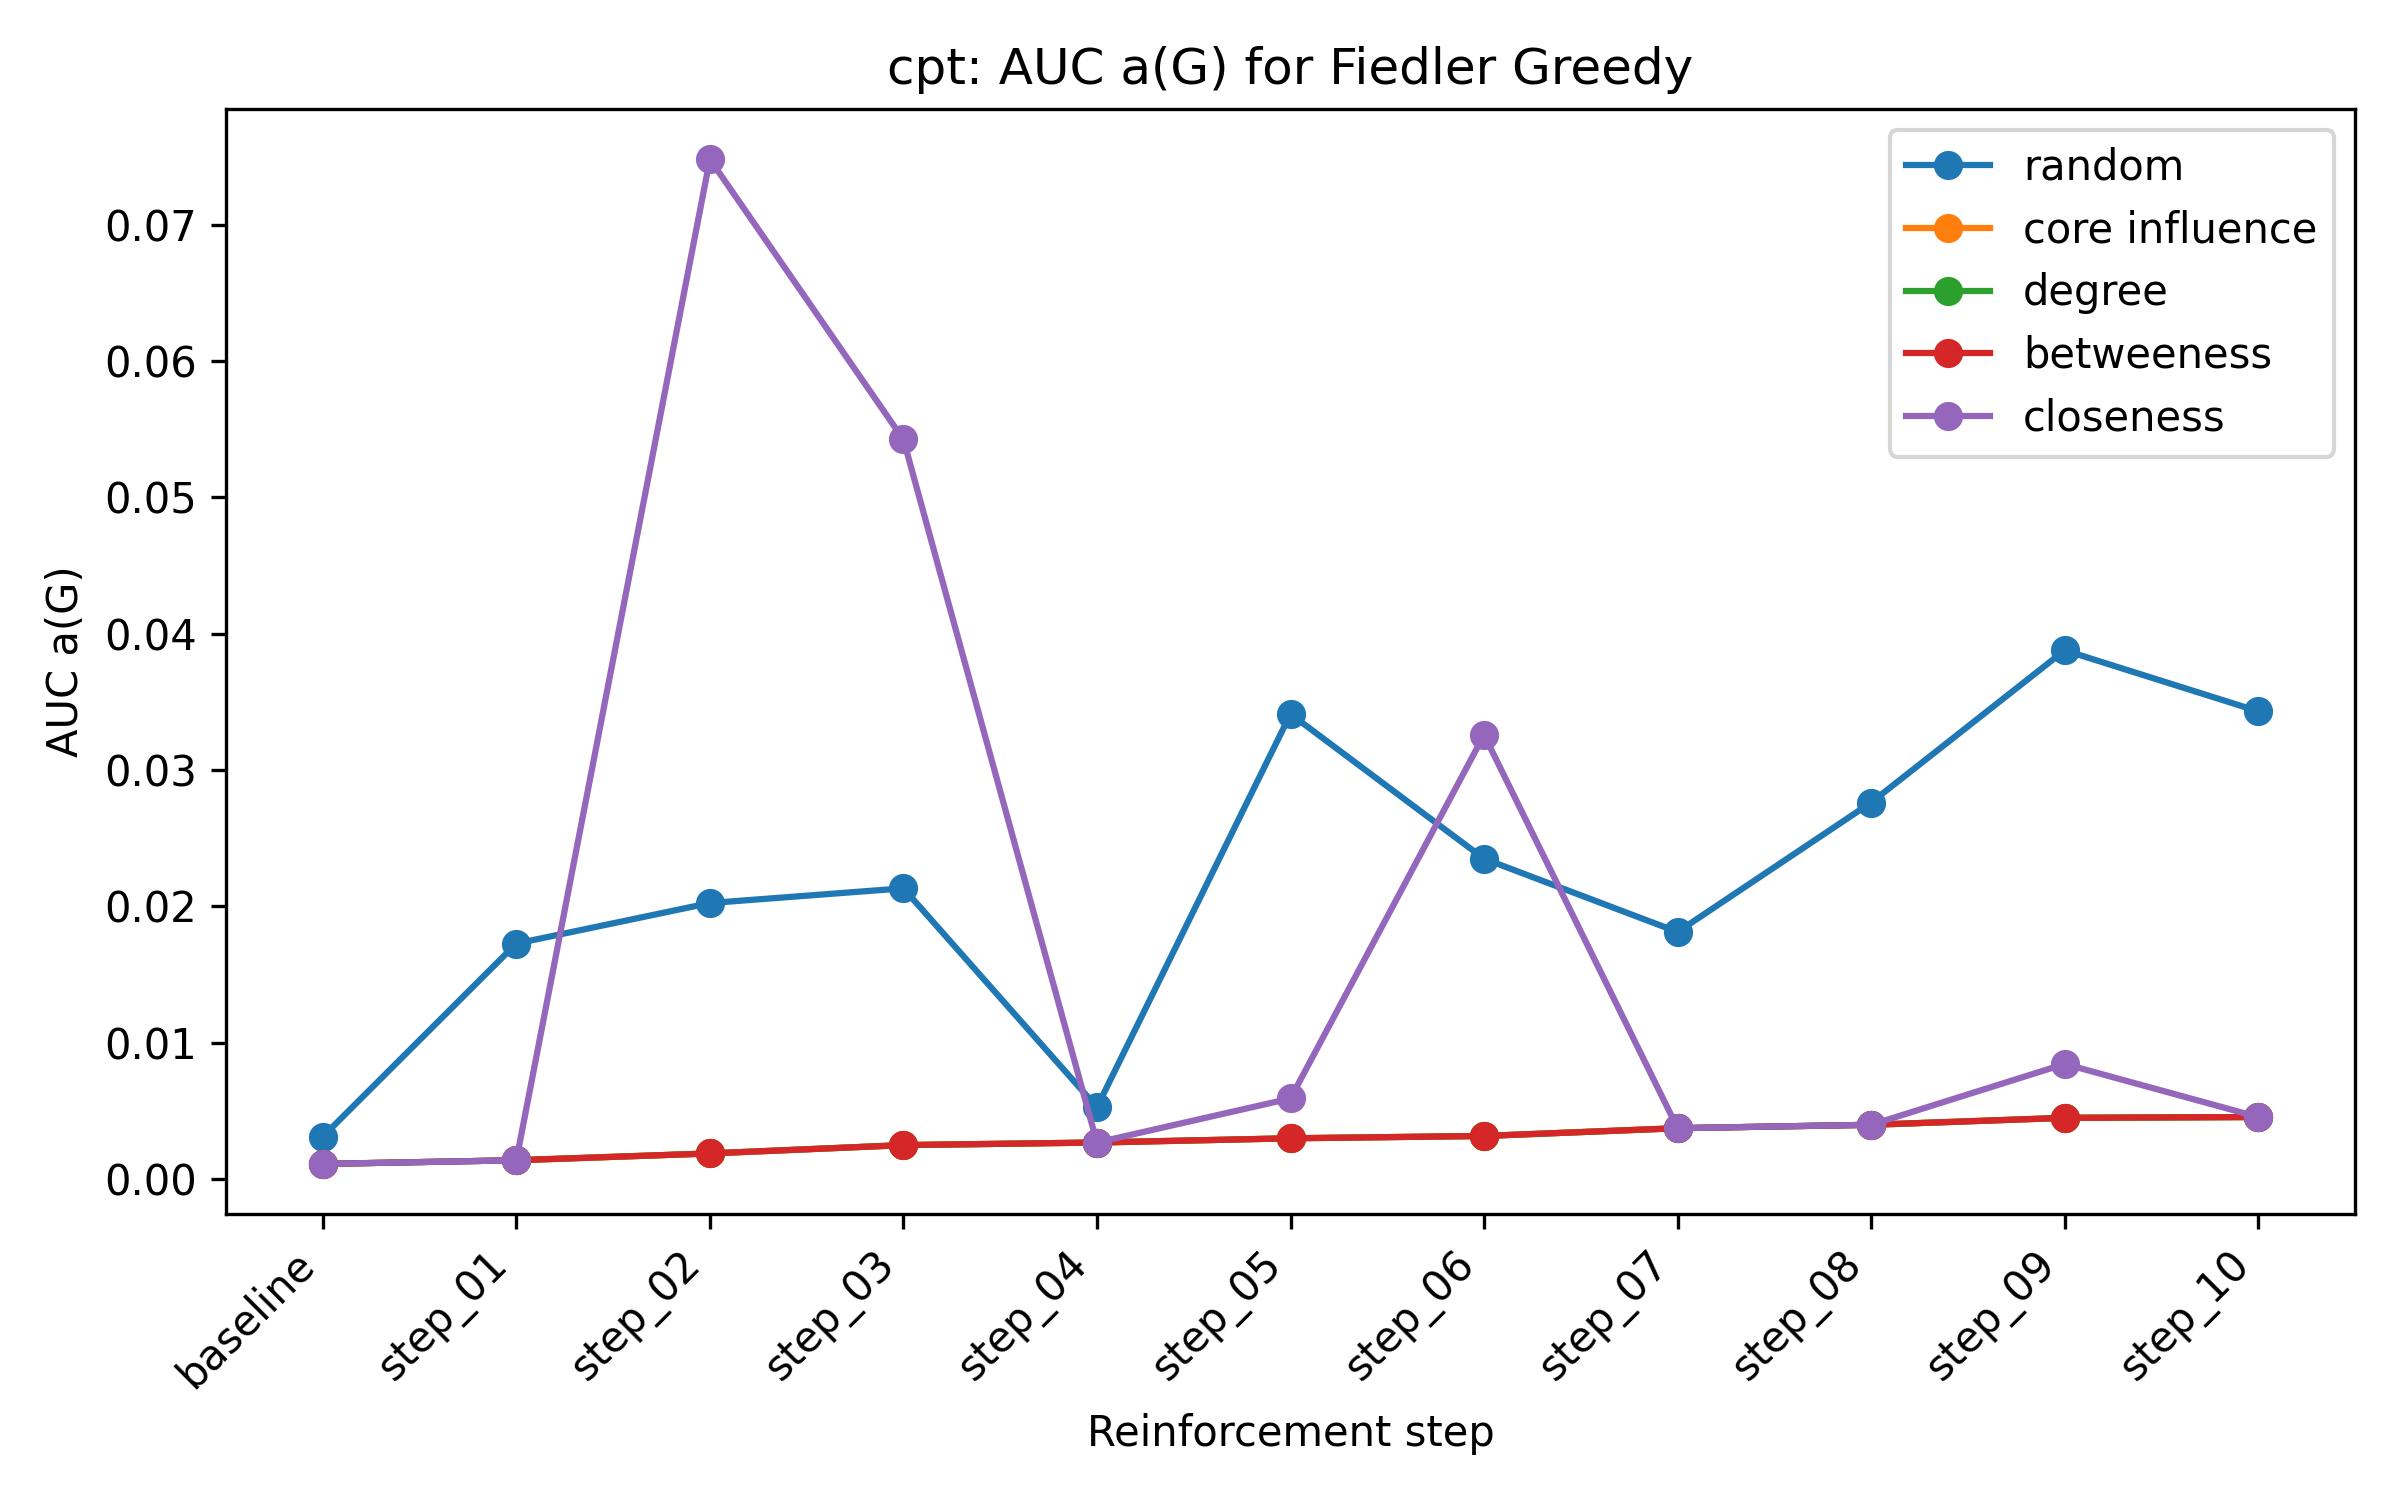 cpt: AUC a(G) for Fiedler Greedy
random
core influence
degree
betweeness
closeness
AUC a(G)
0.07
0.06
0.05
0.04
0.03
0.02
0.01
0.00
baseline
step_01
step_02
step_03
step_04
step_05
step_06
step_07
step_08
step_09
step_10
Reinforcement step